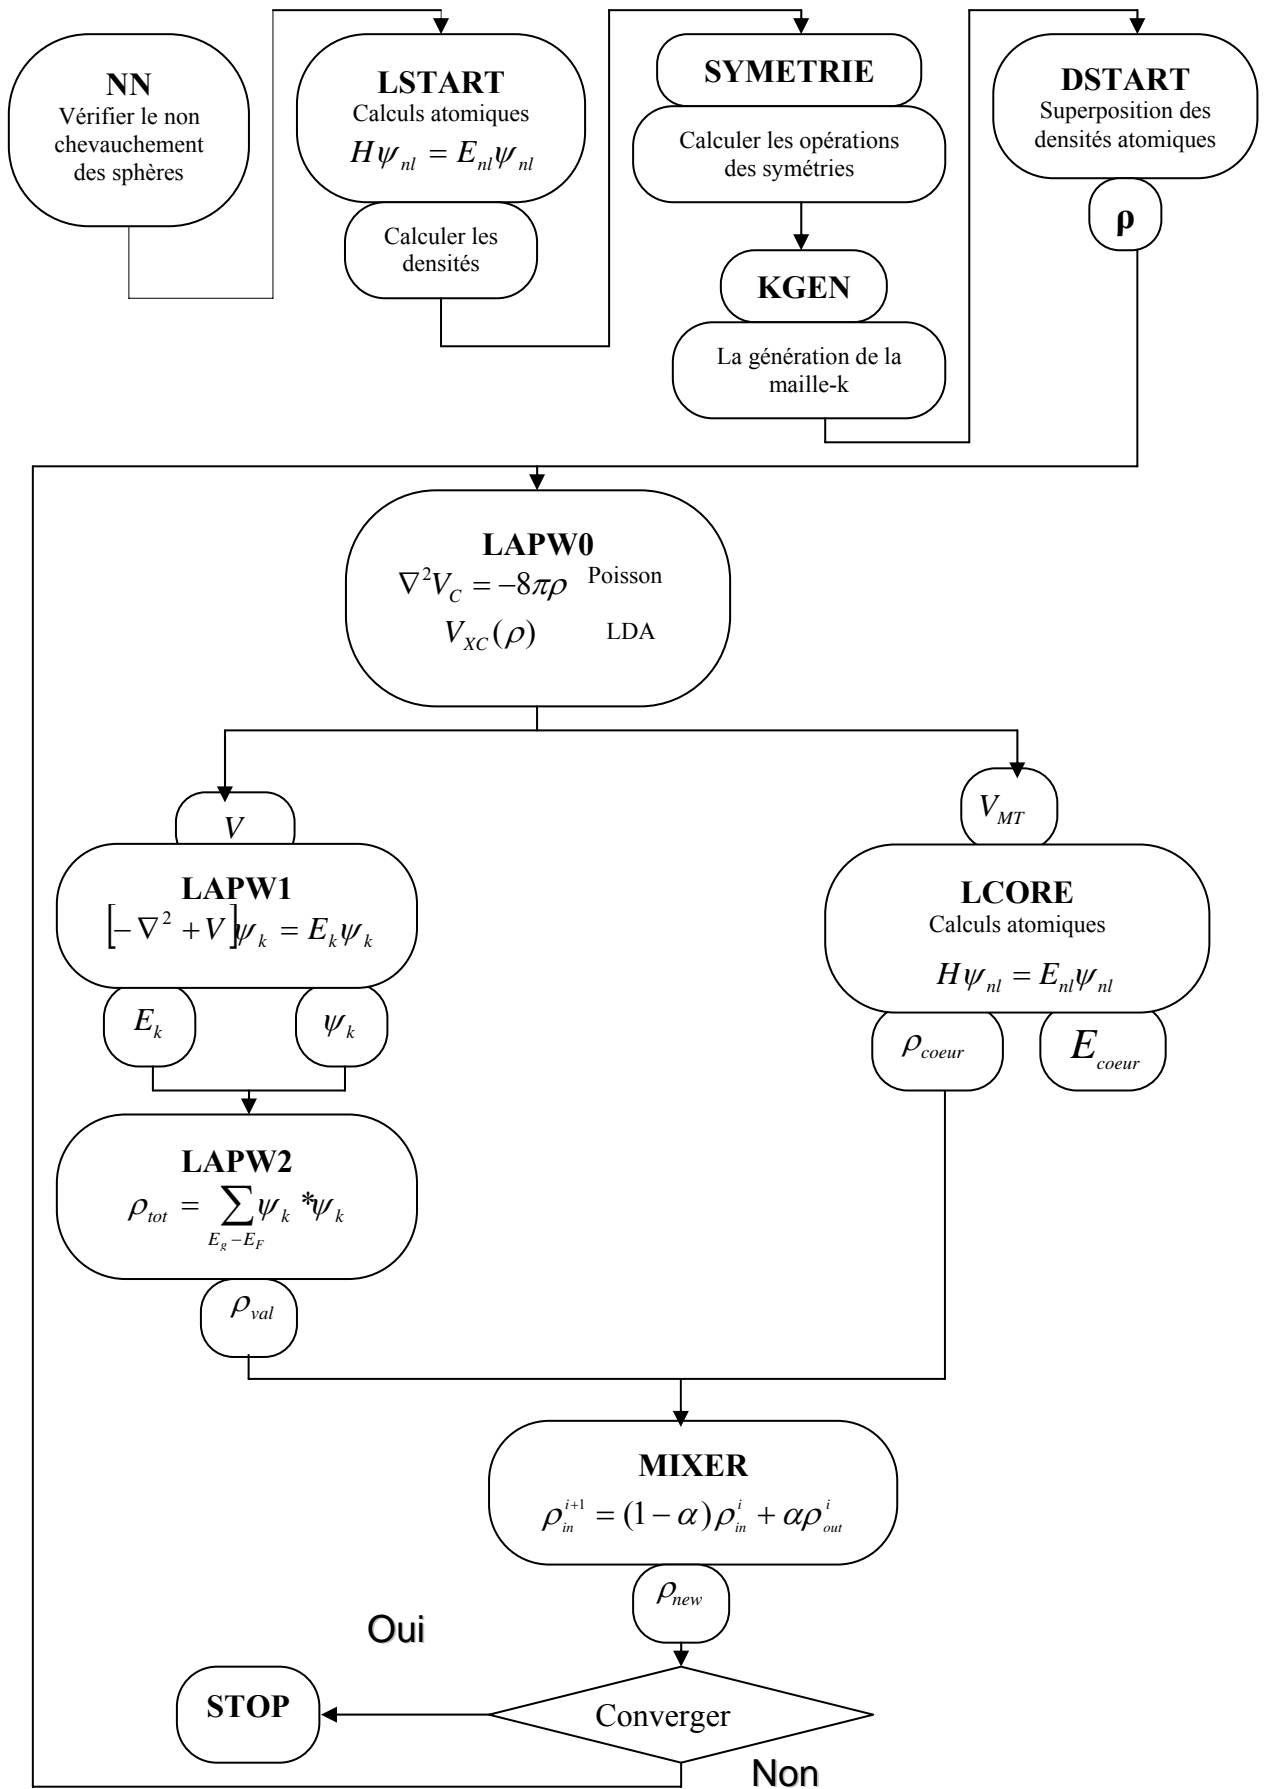 NN
Vérifier le non
chevauchement
des sphères
LSTART
Calculs atomiques
Hψ_nl = E_nl ψ_nl
Calculer les
densités
SYMETRIE
Calculer les opérations
des symétries
KGEN
La génération de la
maille-k
DSTART
Superposition des
densités atomiques
ρ
LAPW0
∇²V_C = −8πρ Poisson
V_XC(ρ) LDA
V
LAPW1
[−∇² + V]ψ_k = E_k ψ_k
E_k
ψ_k
LAPW2
ρ_tot = ∑_{E_g−E_F} ψ_k *ψ_k
ρ_val
V_MT
LCORE
Calculs atomiques
Hψ_nl = E_nl ψ_nl
ρ_coeur
E_coeur
MIXER
ρ_in^{i+1} = (1 − α)ρ_in^i + αρ_out^i
ρ_new
Oui
STOP
Converger
Non